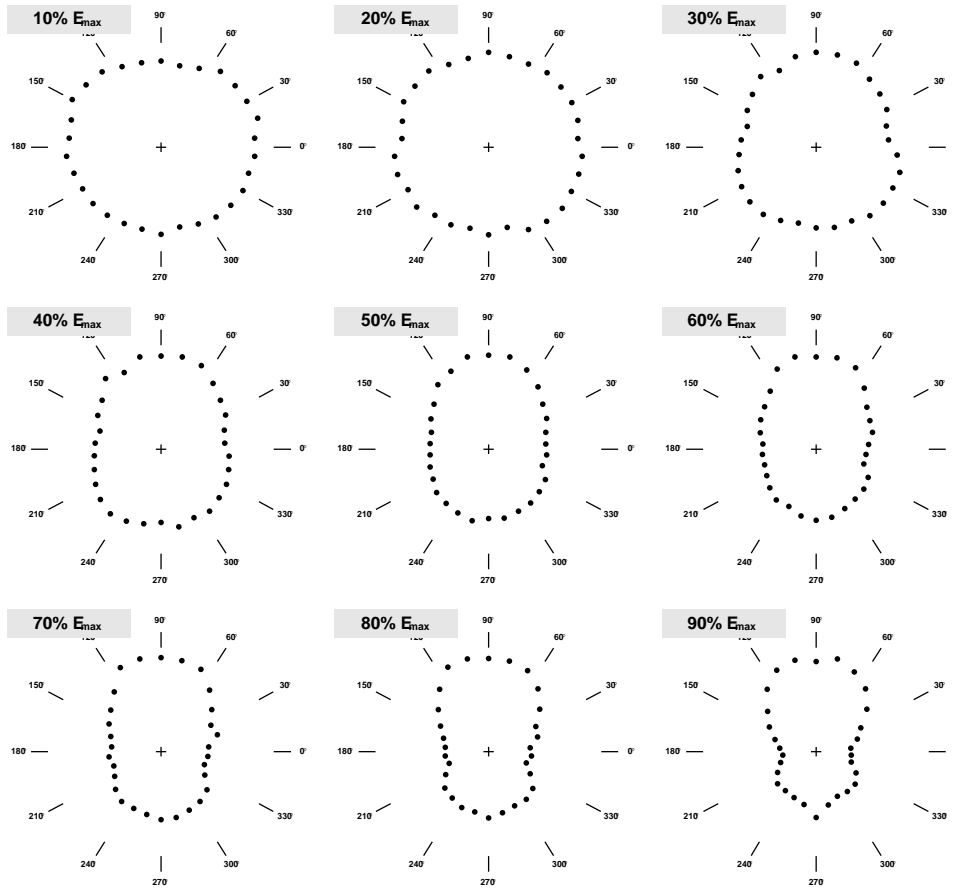 10% Emax 90° 20% Emax 90° 30% Emax 90°
60° 60° 60°
150° 30° 150° 30° 150° 30°
180° 0° 180° 0° 180°
210° 330° 210° 330° 210° 330°
240° 300° 240° 300° 240° 300°
270° 270° 270°
40% Emax 90° 50% Emax 90° 60% Emax 90°
60° 60° 60°
150° 30° 150° 30° 150° 30°
180° 0° 180° 0° 180°
210° 330° 210° 330° 210° 330°
240° 300° 240° 300° 240° 300°
270° 270° 270°
70% Emax 90° 80% Emax 90° 90% Emax 90°
60° 60° 60°
150° 30° 150° 30° 150° 30°
180° 0° 180° 0° 180°
210° 330° 210° 330° 210° 330°
240° 300° 240° 300° 240° 300°
270° 270° 270°